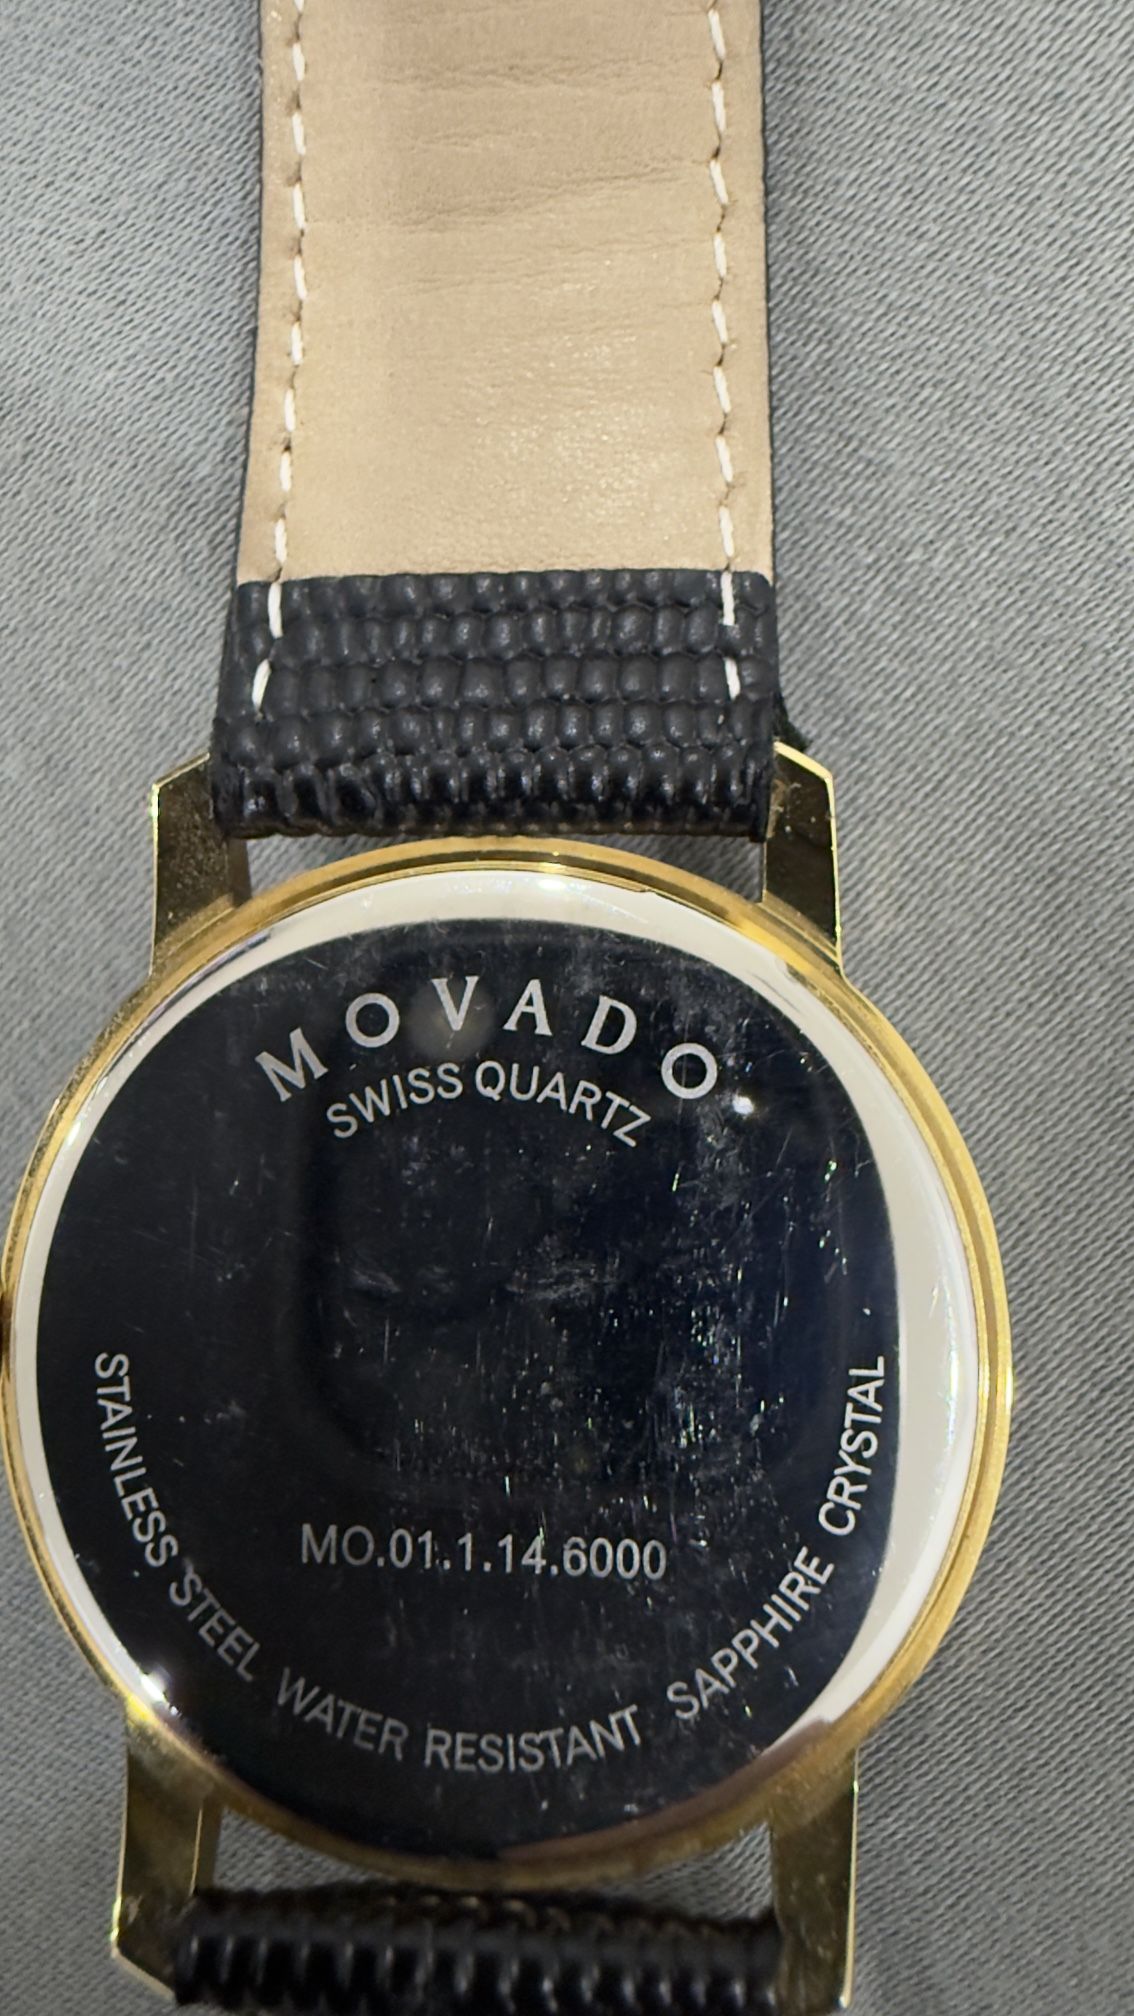 MOVADO
SWISS QUARTZ
MO.01.1.14.6000
STAINLESS STEEL WATER RESISTANT SAPPHIRE CRYSTAL